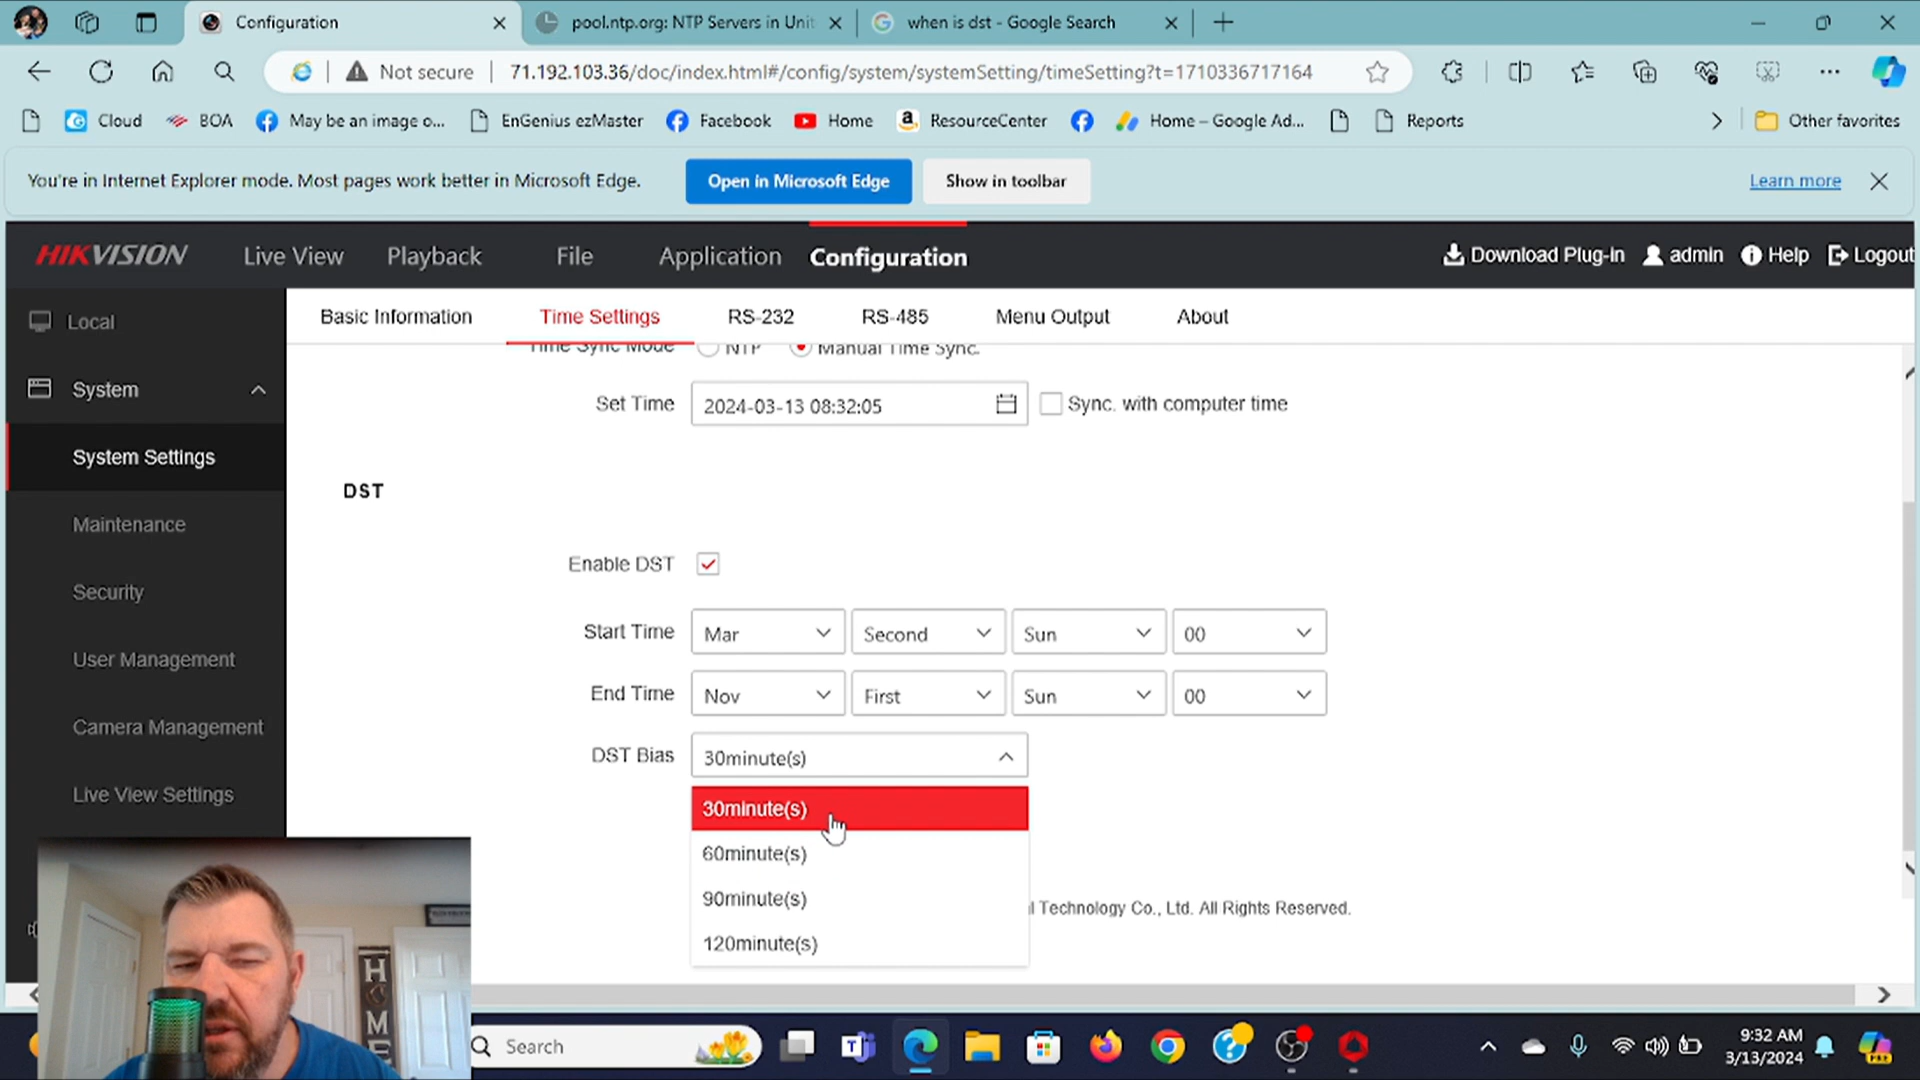 Configuration
pool.ntp.org: NTP Servers in Unit
when is dst - Google Search
Not secure
71.192.103.36/doc/index.html#/config/system/systemSetting/timeSetting?t=1710336717164
Cloud
BOA
May be an image o...
EnGenius ezMaster
Facebook
Home
ResourceCenter
Home – Google Ad...
Reports
Other favorites
You're in Internet Explorer mode. Most pages work better in Microsoft Edge.
Open in Microsoft Edge
Show in toolbar
Learn more
HIKVISION
Live View
Playback
File
Application
Configuration
Download Plug-in
admin
Help
Logout
Local
System
System Settings
Maintenance
Security
User Management
Camera Management
Live View Settings
Basic Information
Time Settings
RS-232
RS-485
Menu Output
About
Time Sync Mode
NTP
Manual Time Sync.
Set Time
2024-03-13 08:32:05
Sync. with computer time
DST
Enable DST
Start Time
Mar
Second
Sun
00
End Time
Nov
First
Sun
00
DST Bias
30minute(s)
30minute(s)
60minute(s)
90minute(s)
120minute(s)
Technology Co., Ltd. All Rights Reserved.
H
M
Search
9:32 AM
3/13/2024